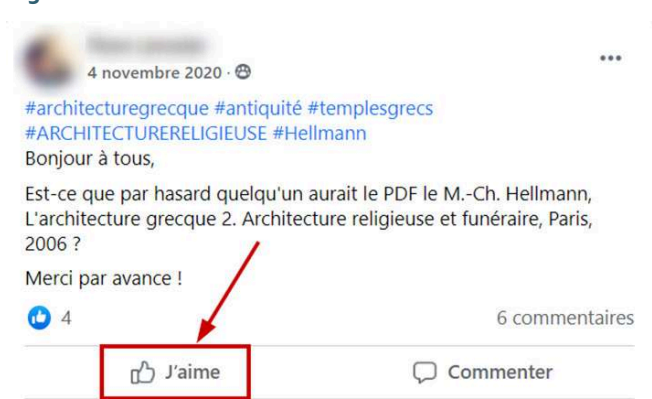 4 novembre 2020 ·
#architecturegrecque #antiquité #templesgrecs
#ARCHITECTURERELIGIEUSE #Hellmann
Bonjour à tous,
Est-ce que par hasard quelqu'un aurait le PDF le M.-Ch. Hellmann,
L'architecture grecque 2. Architecture religieuse et funéraire, Paris,
2006 ?
Merci par avance !
4
6 commentaires
J'aime
Commenter